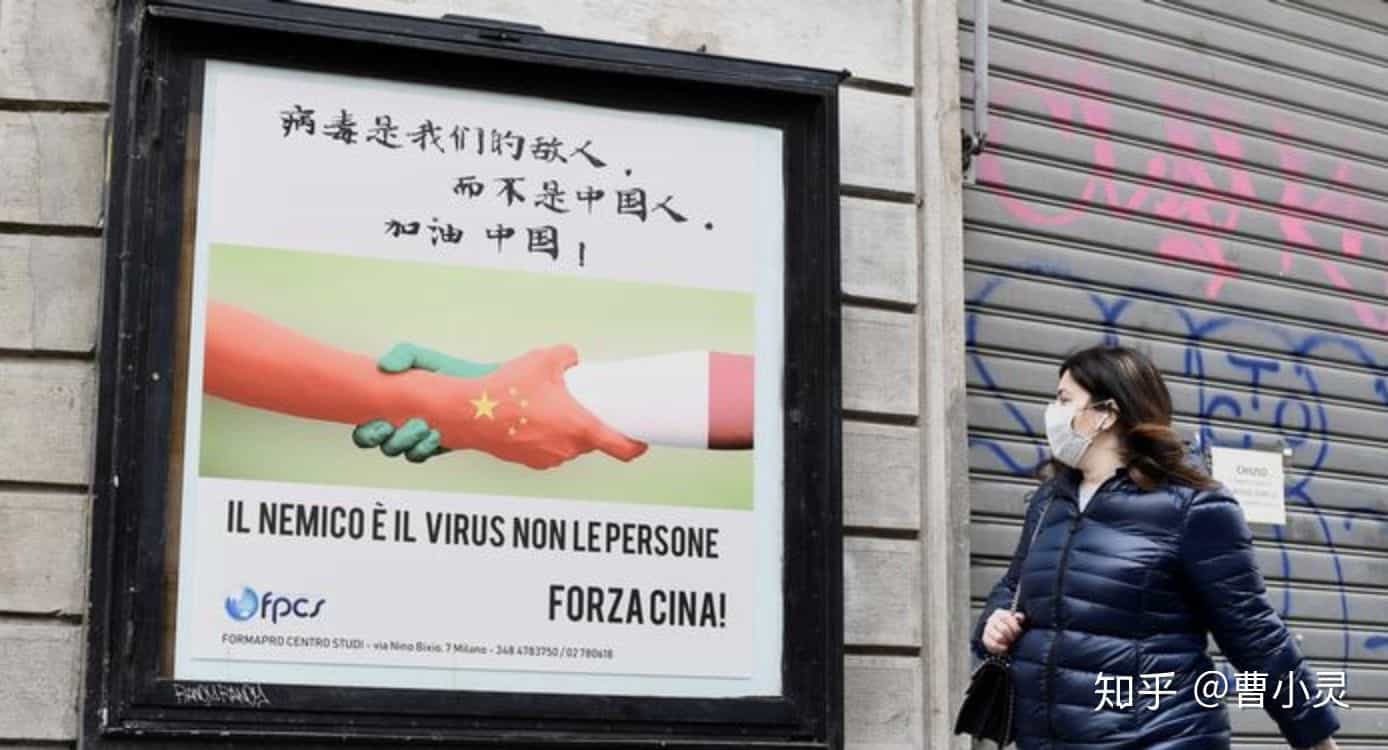 病毒是我们的敌人.
而不是中国人.
加油 中国!
IL NEMICO È IL VIRUS NON LE PERSONE
FORZA CINA!
fpcs
FORMAPRO CENTRO STUDI - via Nino Bixio, 7 Milano - 348 4783750 / 02 780618
CHIUSO
知乎 @曹小灵